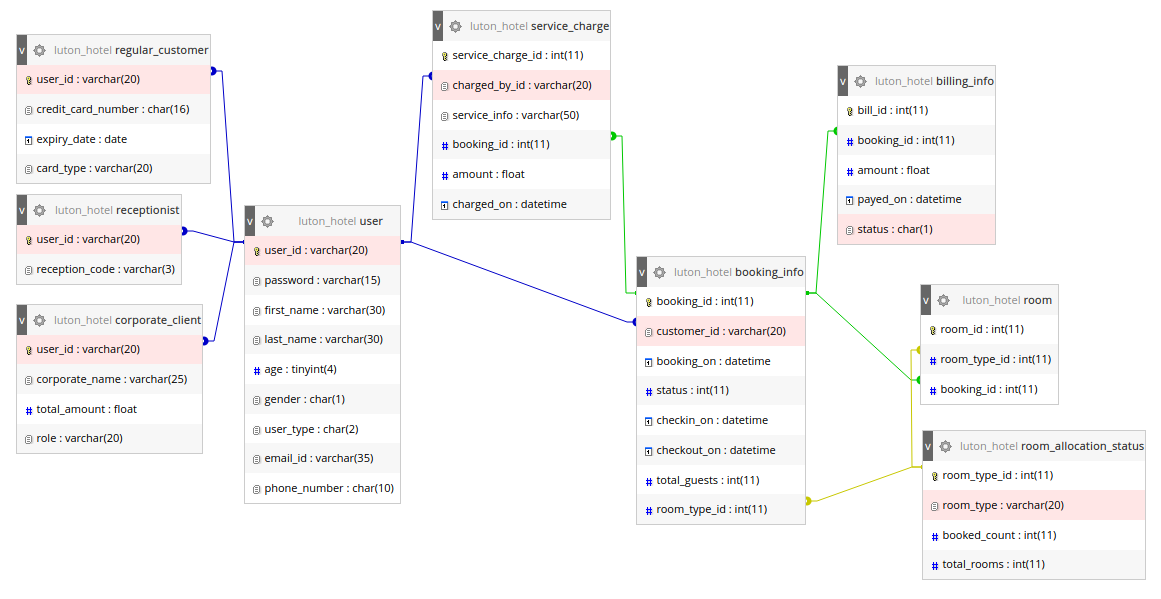 v luton_hotel regular_customer
user_id : varchar(20)
credit_card_number : char(16)
expiry_date : date
card_type : varchar(20)
v luton_hotel receptionist
user_id : varchar(20)
reception_code : varchar(3)
v luton_hotel corporate_client
user_id : varchar(20)
corporate_name : varchar(25)
# total_amount : float
role : varchar(20)
v luton_hotel user
user_id : varchar(20)
password : varchar(15)
first_name : varchar(30)
last_name : varchar(30)
# age : tinyint(4)
gender : char(1)
user_type : char(2)
email_id : varchar(35)
phone_number : char(10)
v luton_hotel service_charge
service_charge_id : int(11)
charged_by_id : varchar(20)
service_info : varchar(50)
# booking_id : int(11)
# amount : float
charged_on : datetime
v luton_hotel booking_info
booking_id : int(11)
customer_id : varchar(20)
booking_on : datetime
# status : int(11)
checkin_on : datetime
checkout_on : datetime
# total_guests : int(11)
# room_type_id : int(11)
v luton_hotel billing_info
bill_id : int(11)
# booking_id : int(11)
# amount : float
payed_on : datetime
status : char(1)
v luton_hotel room
room_id : int(11)
# room_type_id : int(11)
# booking_id : int(11)
v luton_hotel room_allocation_status
room_type_id : int(11)
room_type : varchar(20)
# booked_count : int(11)
# total_rooms : int(11)